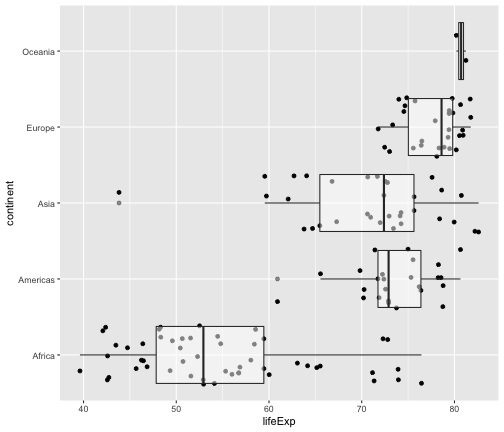 Oceania
Europe
Asia
Americas
Africa
continent
40 50 60 70 80
lifeExp